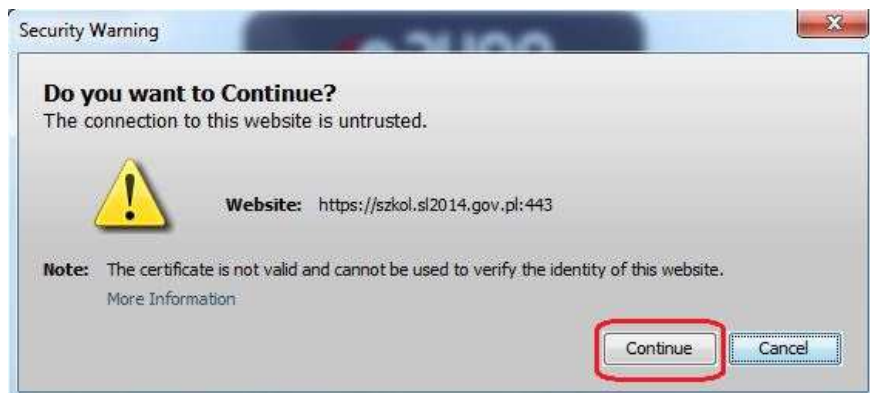 Security Warning
Do you want to Continue?
The connection to this website is untrusted.
Website: https://szkol.sl2014.gov.pl:443
Note: The certificate is not valid and cannot be used to verify the identity of this website.
More Information
Continue Cancel